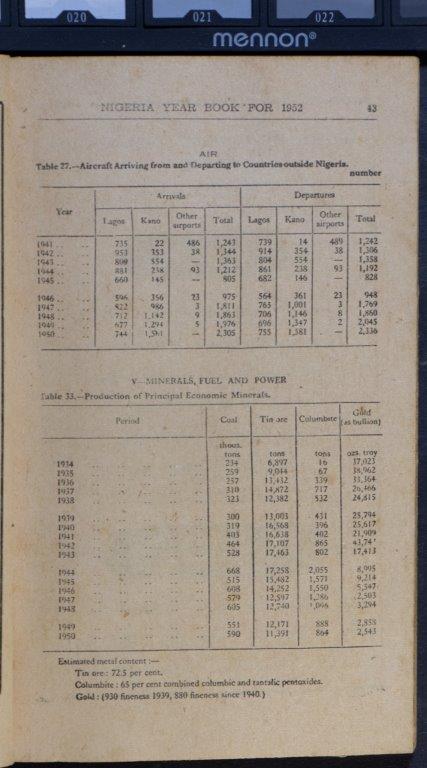 020 021 022
mennon®
NIGERIA YEAR BOOK FOR 1952 43
AIR
Table 27.—Aircraft Arriving from and Departing to Countries outside Nigeria.
number
Year Arrivals Departures
Lagos Kano Other airports Total Lagos Kano Other airports Total
1941 .. .. 735 22 486 1,243 739 14 489 1,242
1942 .. .. 953 353 38 1,344 914 354 38 1,306
1943 .. .. 809 554 — 1,363 804 554 — 1,358
1944 .. .. 881 238 93 1,212 861 238 93 1,192
1945 .. .. 660 145 — 805 682 146 — 828
1946 .. .. 596 356 23 975 564 361 23 948
1947 .. .. 822 986 3 1,811 765 1,001 3 1,769
1948 .. .. 712 1,142 9 1,863 706 1,146 8 1,860
1949 .. .. 677 1,294 5 1,976 696 1,347 2 2,045
1950 .. .. 744 1,561 — 2,305 755 1,581 — 2,336
V—MINERALS, FUEL AND POWER
Table 33.—Production of Principal Economic Minerals.
Period Coal Tin ore Columbite Gold (as bullion)
thous. tons tons tons ozs. troy
1934 234 6,897 16 37,023
1935 259 9,044 67 38,962
1936 257 13,432 339 33,364
1937 310 14,872 717 26,466
1938 323 12,382 532 24,815
1939 300 13,003 431 25,794
1940 319 16,568 396 25,617
1941 403 16,638 402 21,909
1942 464 17,107 865
1943 528 17,463 802 17,413
1944 668 17,258 2,055 8,995
1945 515 15,482 1,571 9,214
1946 608 14,252 1,550 5,547
1947 579 12,597 1,286 2,503
1948 605 12,740 1,096 3,294
1949 551 12,171 888 2,858
1950 590 11,391 864 2,543
Estimated metal content :—
Tin ore : 72.5 per cent.
Columbite : 65 per cent combined columbic and tantalic pentoxides.
Gold : (930 fineness 1939, 880 fineness since 1940.)